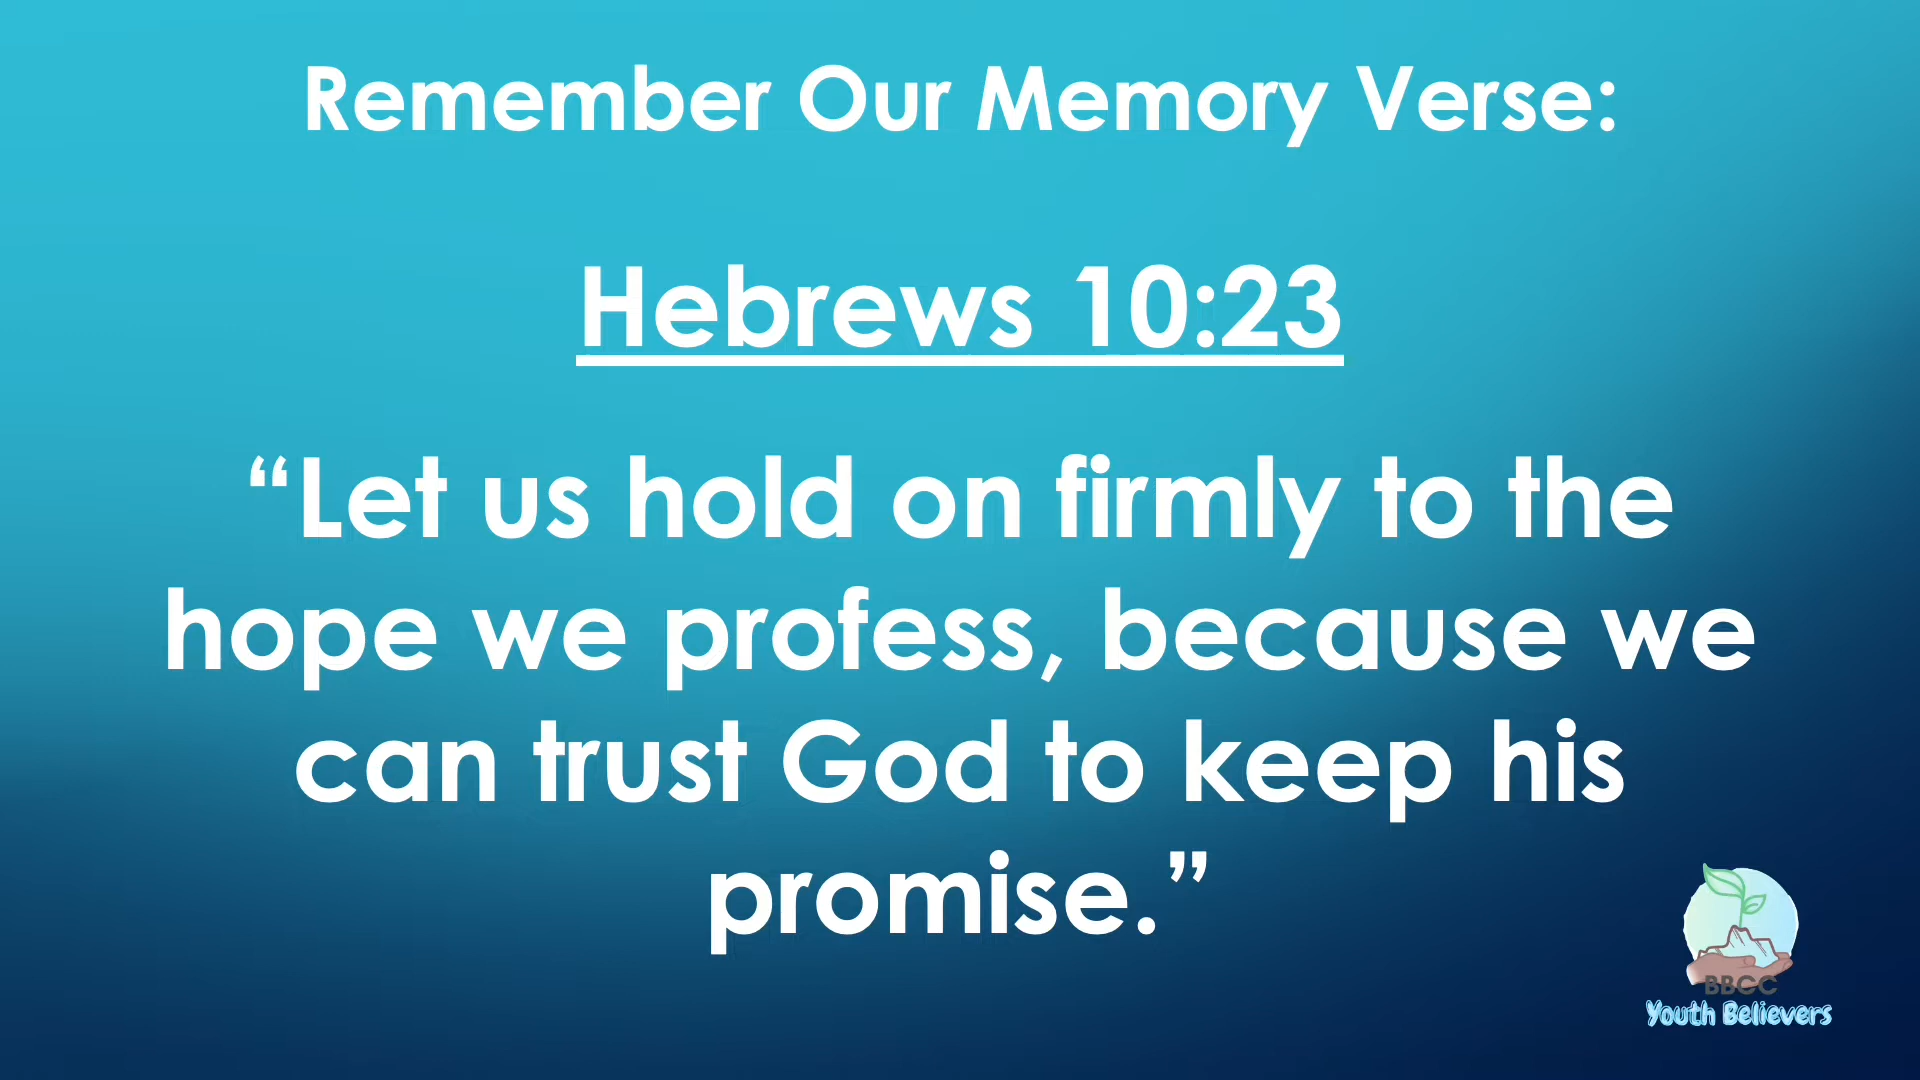 Remember Our Memory Verse:
Hebrews 10:23
“Let us hold on firmly to the
hope we profess, because we
can trust God to keep his
promise.”
BBCC
Youth Believers